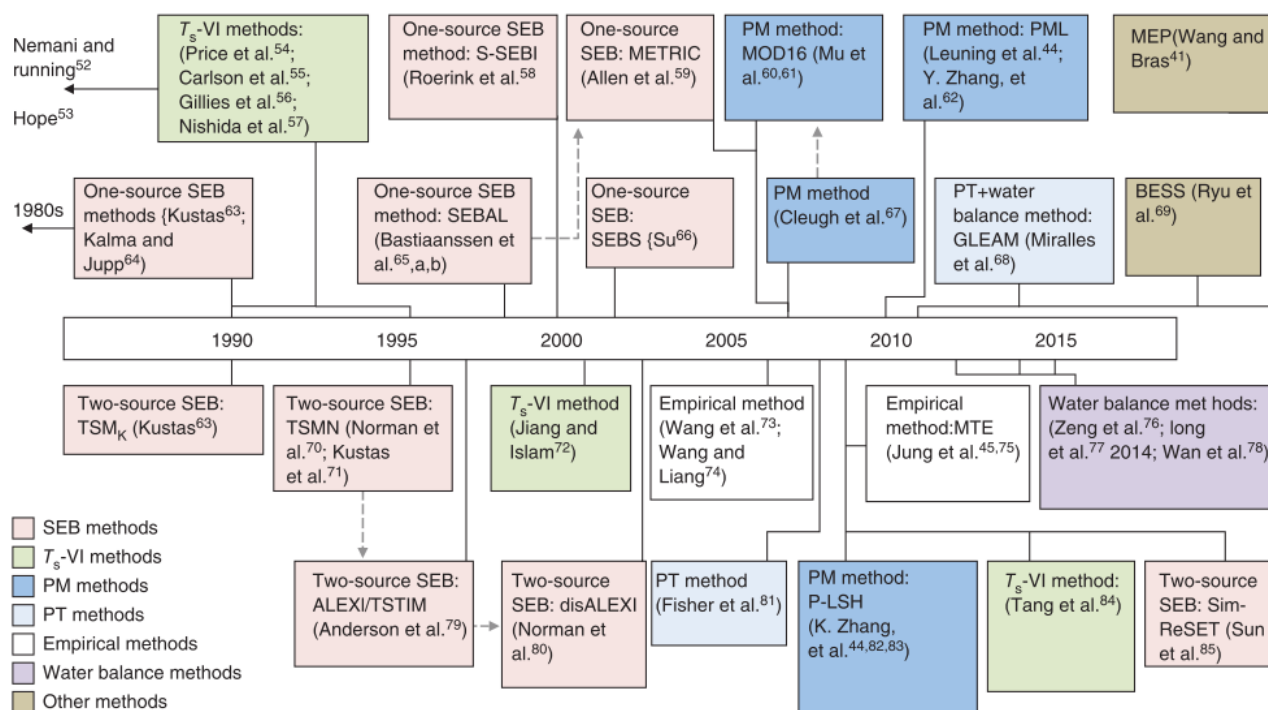 Nemani and
running52
Hope53
Ts-VI methods:
(Price et al.54;
Carlson et al.55;
Gillies et al.56;
Nishida et al.57)
One-source SEB
method: S-SEBI
(Roerink et al.58
One-source
SEB: METRIC
(Allen et al.59
PM method:
MOD16 (Mu et
al.60,61)
PM method: PML
(Leuning et al.44;
Y. Zhang, et
al.62)
MEP(Wang and
Bras41)
1980s
One-source SEB
methods {Kustas63;
Kalma and
Jupp64)
One-source SEB
method: SEBAL
(Bastiaanssen et
al.65,a,b)
One-source
SEB:
SEBS {Su66)
PM method
(Cleugh et al.67)
PT+water
balance method:
GLEAM (Miralles
et al.68)
BESS (Ryu et
al.69)
1990 1995 2000 2005 2010 2015
Two-source SEB:
TSMK (Kustas63)
Two-source SEB:
TSMN (Norman et
al.70; Kustas et
al.71)
Ts-VI method
(Jiang and
Islam72)
Empirical method
(Wang et al.73;
Wang and
Liang74)
Empirical
method:MTE
(Jung et al.45,75)
Water balance met hods:
(Zeng et al.76; long
et al.77 2014; Wan et al.78)
Two-source SEB:
ALEXI/TSTIM
(Anderson et al.79
Two-source
SEB: disALEXI
(Norman et
al.80)
PT method
(Fisher et al.81)
PM method:
P-LSH
(K. Zhang,
et al.44,82,83)
Ts-VI method:
(Tang et al.84)
Two-source
SEB: Sim-
ReSET (Sun
et al.85)
SEB methods
Ts-VI methods
PM methods
PT methods
Empirical methods
Water balance methods
Other methods